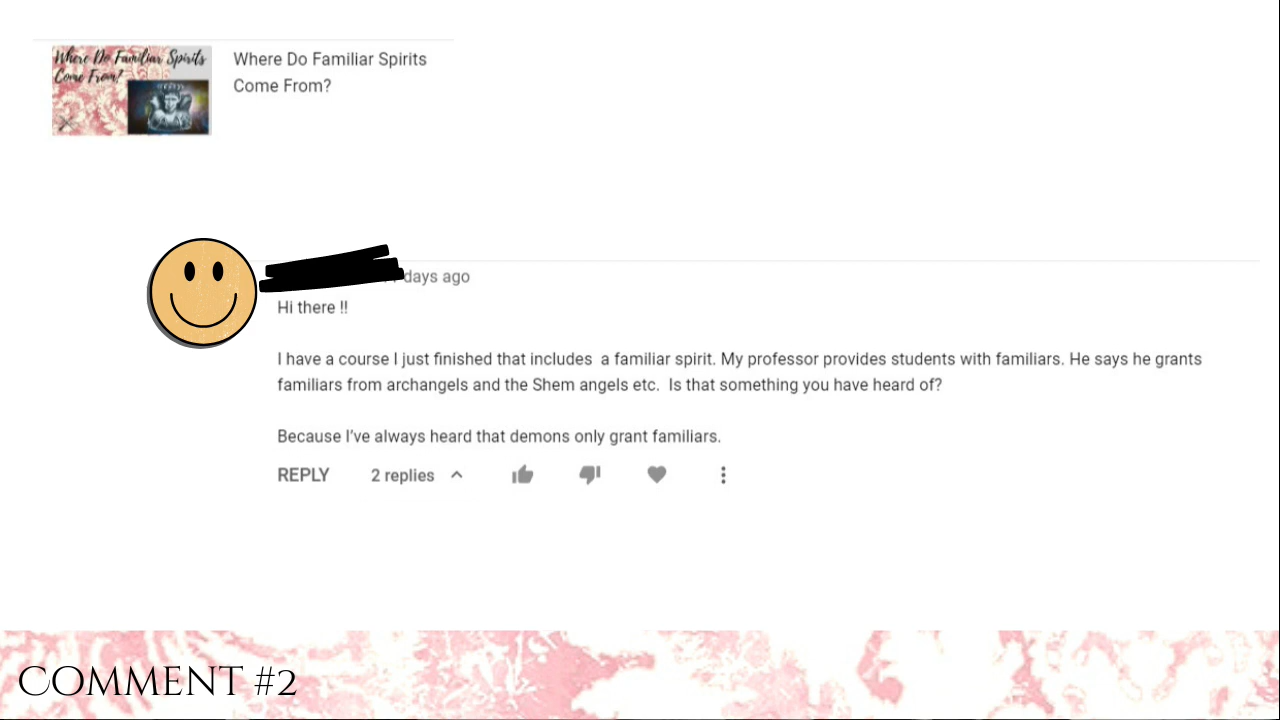 Where Do Familiar Spirits
Come From?
Where Do Familiar Spirits
Come From?
days ago
Hi there !!
I have a course I just finished that includes  a familiar spirit. My professor provides students with familiars. He says he grants
familiars from archangels and the Shem angels etc.  Is that something you have heard of?
Because I've always heard that demons only grant familiars.
REPLY 2 replies
COMMENT #2